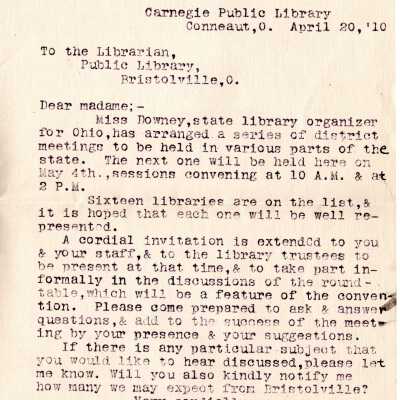 Carnegie Public Library
Conneaut,O. April 20,'10
To the Librarian,
Public Library,
Bristolville,O.
Dear madame;-
Miss Downey,state library organizer
for Ohio,has arranged a series of district
meetings to be held in various parts of the
state. The next one will be held here on
May 4th.,sessions convening at 10 A.M. & at
2 P.M.
Sixteen libraries are on the list,&
it is hoped that each one will be well re-
presented.
A cordial invitation is extended to you
& your staff,& to the library trustees to
be present at that time,& to take part in-
formally in the discussions of the round-
table,which will be a feature of the conven-
tion. Please come prepared to ask & answer
questions,& add to the success of the meet-
ing by your presence & your suggestions.
If there is any particular subject that
you would like to hear discussed,please let
me know. Will you also kindly notify me
how many we may expect from Bristolville?